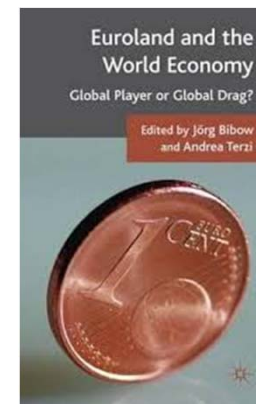 Euroland and the
World Economy
Global Player or Global Drag?
Edited by Jörg Bibow
and Andrea Terzi
1
EURO
CENT